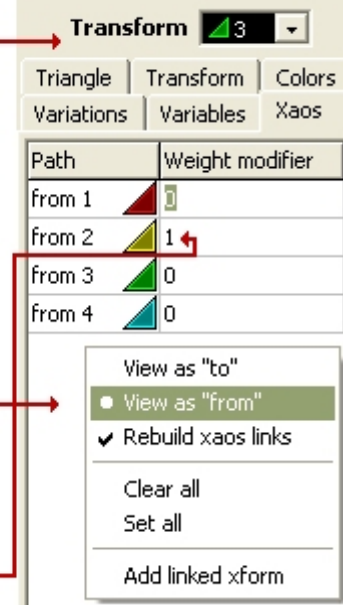 Transform 3
Triangle Transform Colors
Variations Variables Xaos
Path Weight modifier
from 1 0
from 2 1
from 3 0
from 4 0
View as "to"
View as "from"
Rebuild xaos links
Clear all
Set all
Add linked xform